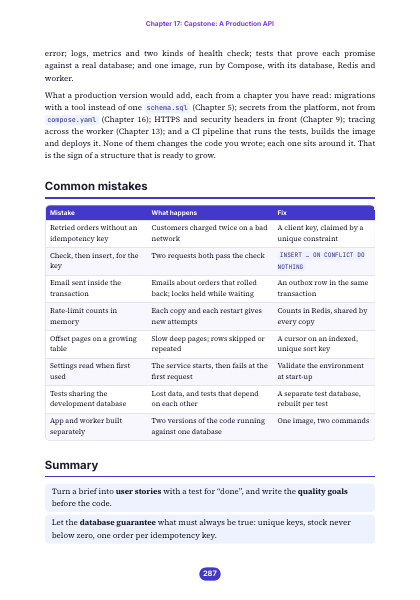 Chapter 17: Capstone: A Production API
error; logs, metrics and two kinds of health check; tests that prove each promise
against a real database; and one image, run by Compose, with its database, Redis and
worker.
What a production version would add, each from a chapter you have read: migrations
with a tool instead of one schema.sql (Chapter 5); secrets from the platform, not from
compose.yaml (Chapter 16); HTTPS and security headers in front (Chapter 9); tracing
across the worker (Chapter 13); and a CI pipeline that runs the tests, builds the image
and deploys it. None of them changes the code you wrote; each one sits around it. That
is the sign of a structure that is ready to grow.
Common mistakes
Mistake What happens Fix
Retried orders without an Customers charged twice on a bad A client key, claimed by a
idempotency key network unique constraint
Check, then insert, for the Two requests both pass the check INSERT … ON CONFLICT DO
key NOTHING
Email sent inside the Emails about orders that rolled An outbox row in the same
transaction back; locks held while waiting transaction
Rate-limit counts in Each copy and each restart gives Counts in Redis, shared by
memory new attempts every copy
Offset pages on a growing Slow deep pages; rows skipped or A cursor on an indexed,
table repeated unique sort key
Settings read when first The service starts, then fails at the Validate the environment
used first request at start-up
Tests sharing the Lost data, and tests that depend A separate test database,
development database on each other rebuilt per test
App and worker built Two versions of the code running One image, two commands
separately against one database
Summary
Turn a brief into user stories with a test for “done”, and write the quality goals
before the code.
Let the database guarantee what must always be true: unique keys, stock never
below zero, one order per idempotency key.
287